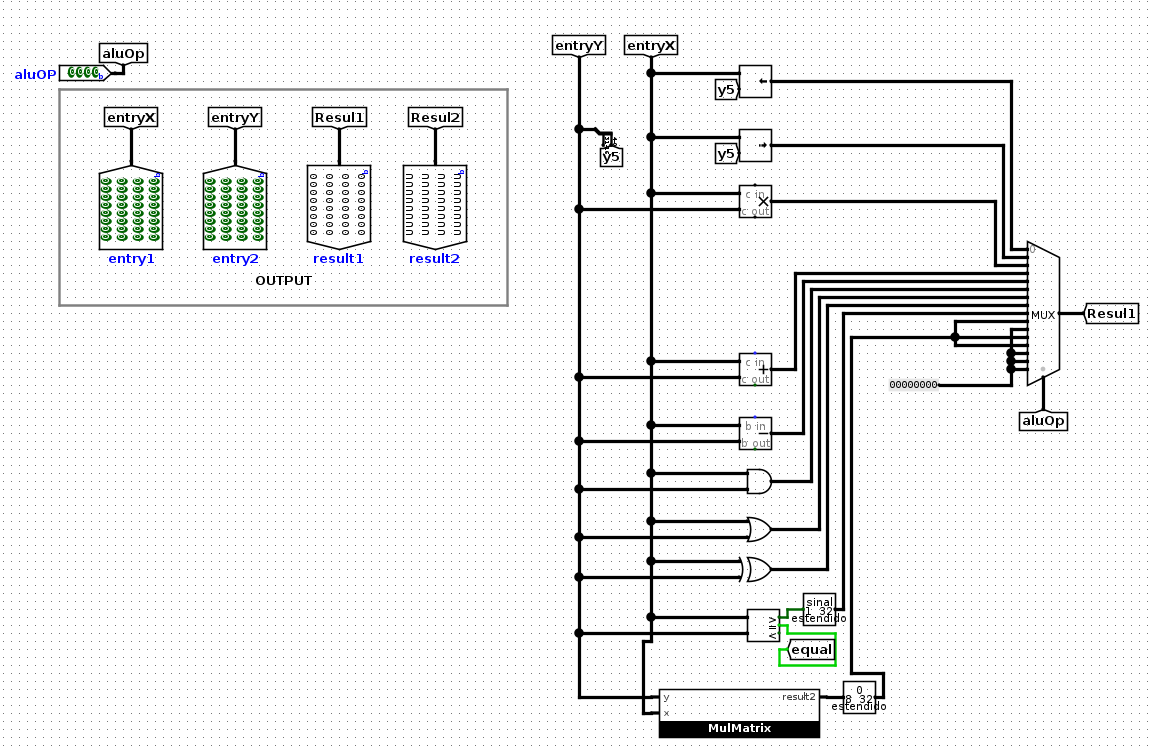 entryY entryX
aluOp
aluOP 0000 b
y5
entryX entryY Resul1 Resul2
y5
y5
c in
×
c out
entry1 entry2 result1 result2
OUTPUT
0
MUX
Resul1
c in
+
c out
00000000
aluOp
b in
−
b out
sinal
1 32
estendido
>
=
<
equal
y result2
x
0
8 32
estendido
MulMatrix